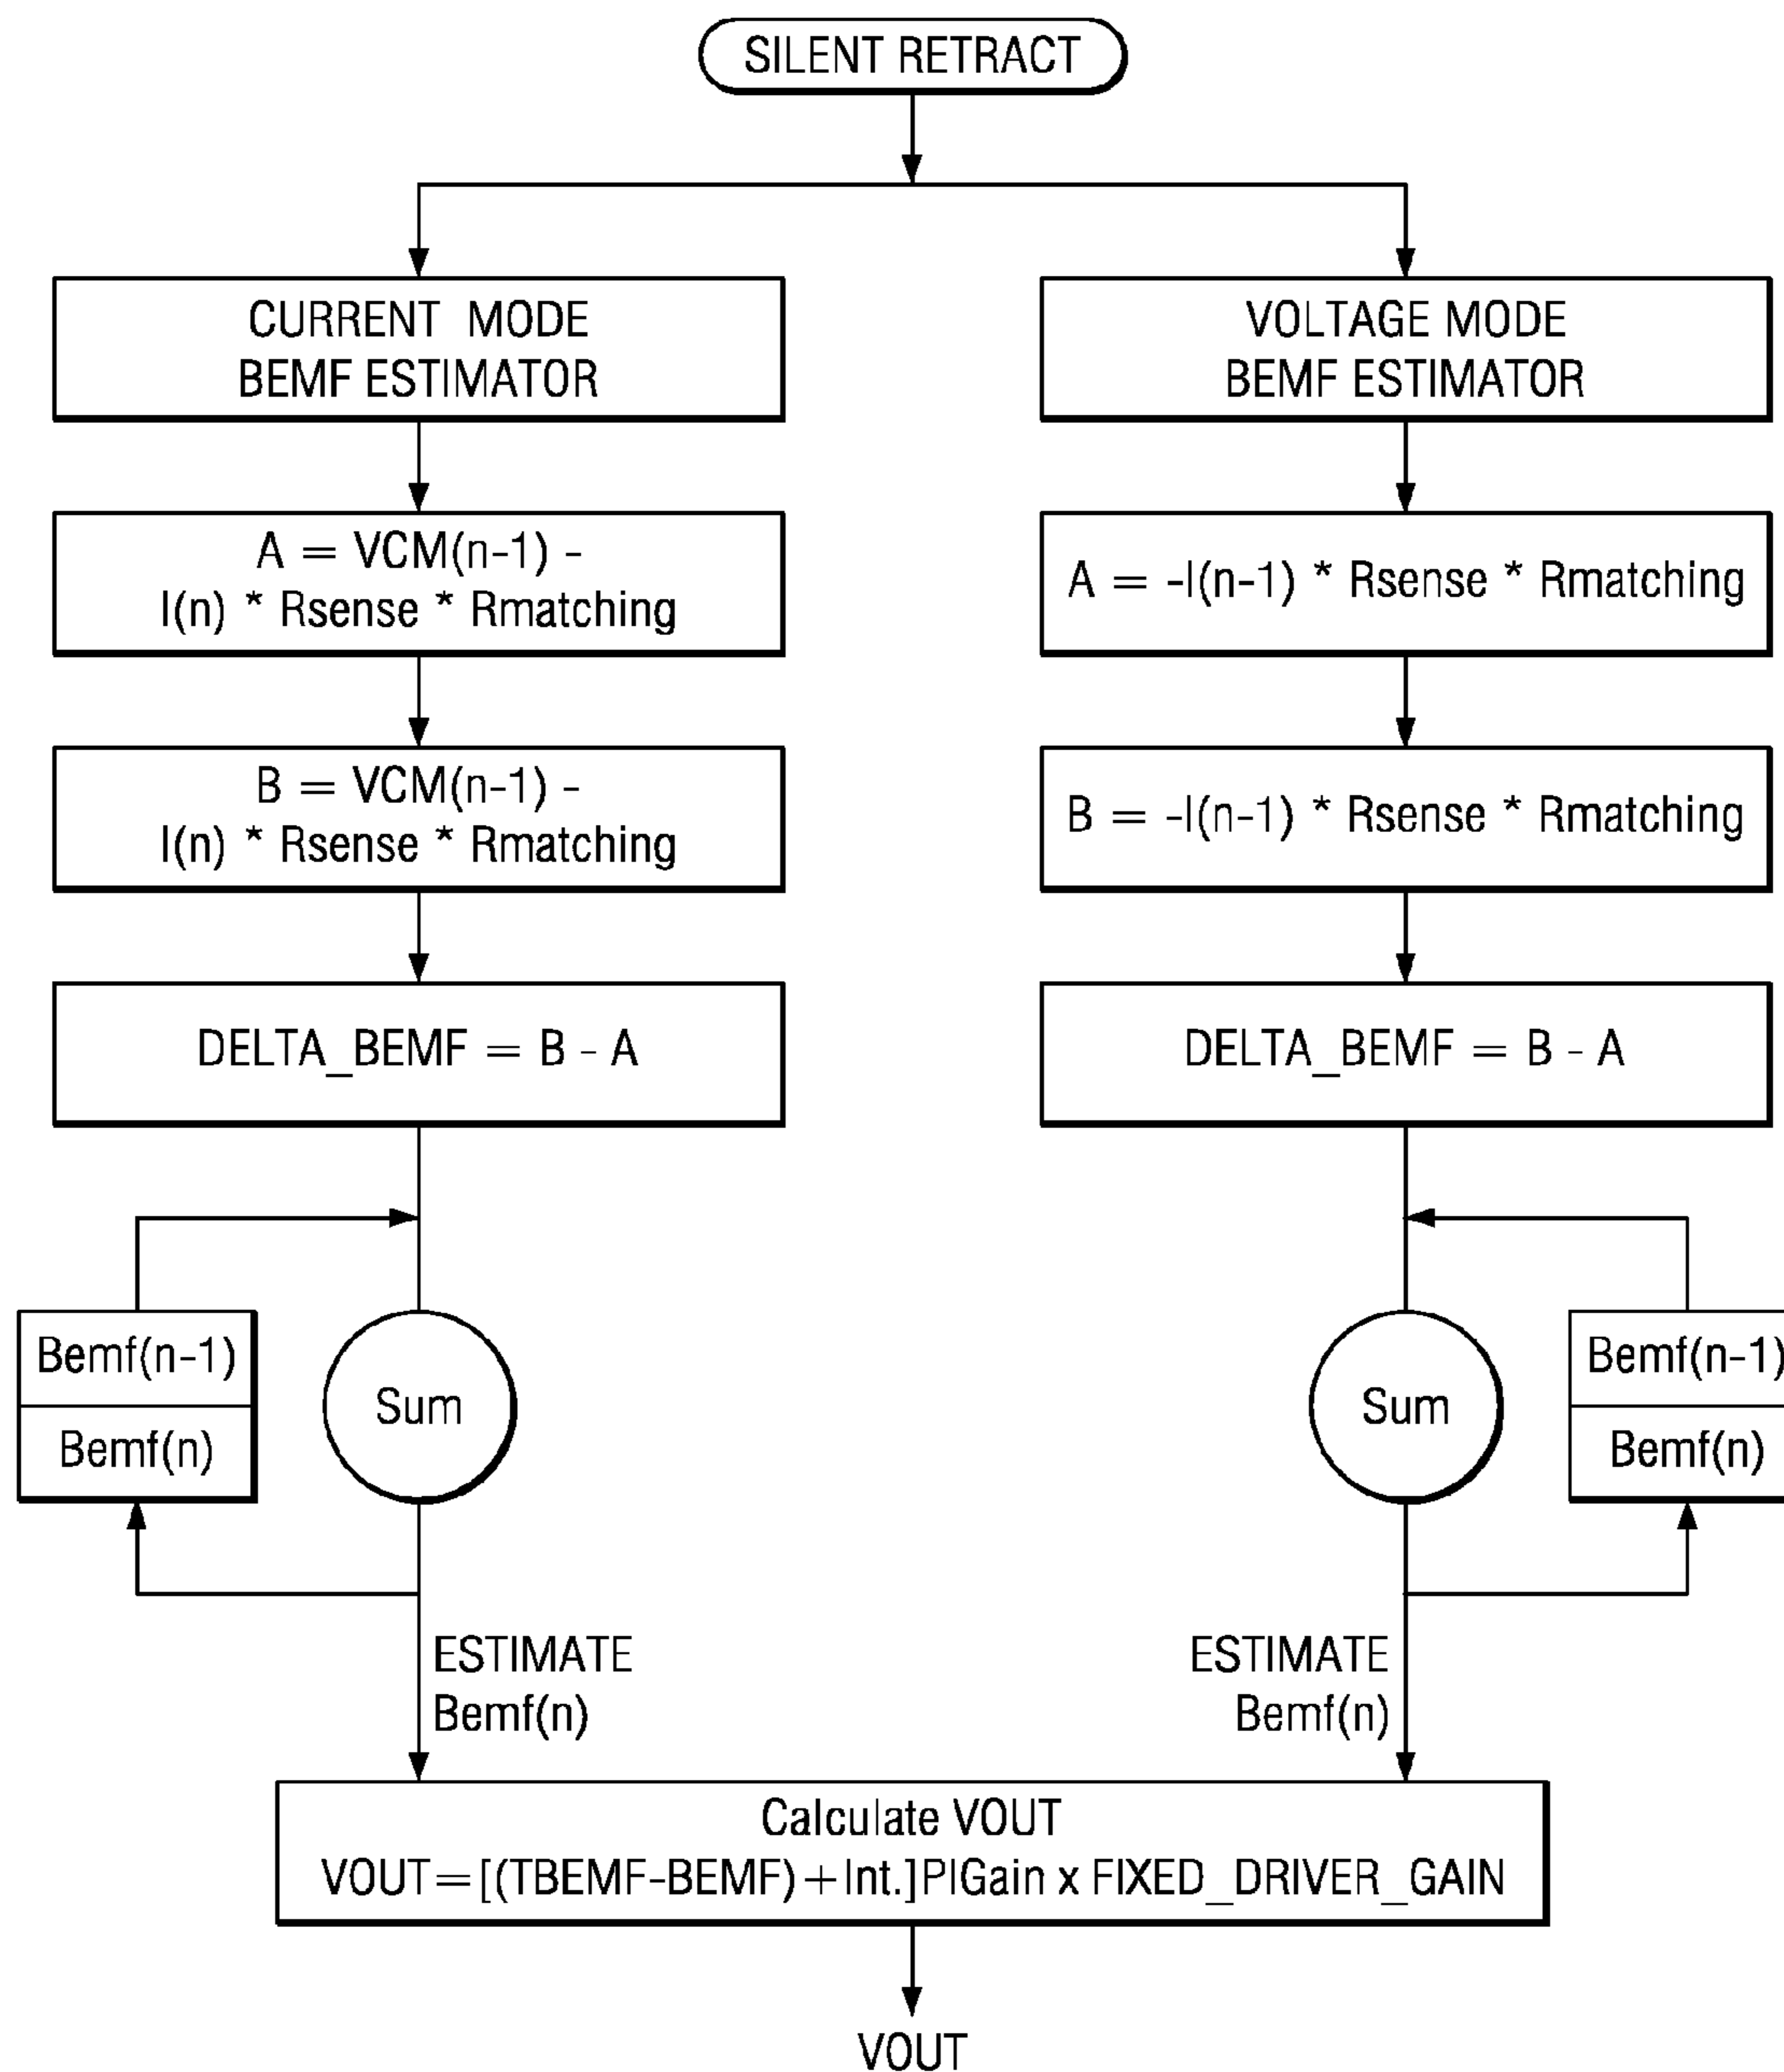 SILENT RETRACT
CURRENT MODE
BEMF ESTIMATOR
A = VCM(n-1) -
I(n) * Rsense * Rmatching
B = VCM(n-1) -
I(n) * Rsense * Rmatching
DELTA_BEMF = B - A
Bemf(n-1)
Bemf(n)
Sum
ESTIMATE
Bemf(n)
VOLTAGE MODE
BEMF ESTIMATOR
A = -I(n-1) * Rsense * Rmatching
B = -I(n-1) * Rsense * Rmatching
DELTA_BEMF = B - A
Sum
Bemf(n-1)
Bemf(n)
ESTIMATE
Bemf(n)
Calculate VOUT
VOUT=[(TBEMF-BEMF)+Int.]PIGain x FIXED_DRIVER_GAIN
VOUT